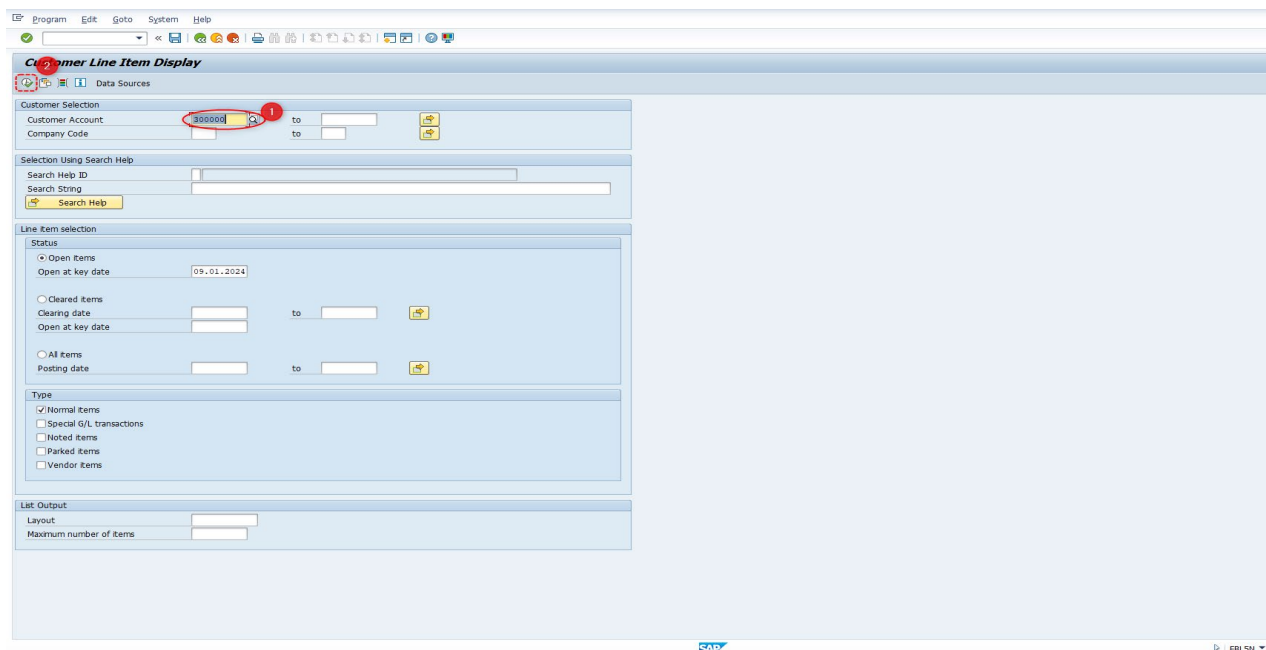 Program Edit Goto System Help
Customer Line Item Display
2
Data Sources
Customer Selection
1
Customer Account 300000 to
Company Code to
Selection Using Search Help
Search Help ID
Search String
Search Help
Line item selection
Status
Open items
Open at key date 09.01.2024
Cleared items
Clearing date to
Open at key date
All items
Posting date to
Type
Normal items
Special G/L transactions
Noted items
Parked items
Vendor items
List Output
Layout
Maximum number of items
SAP